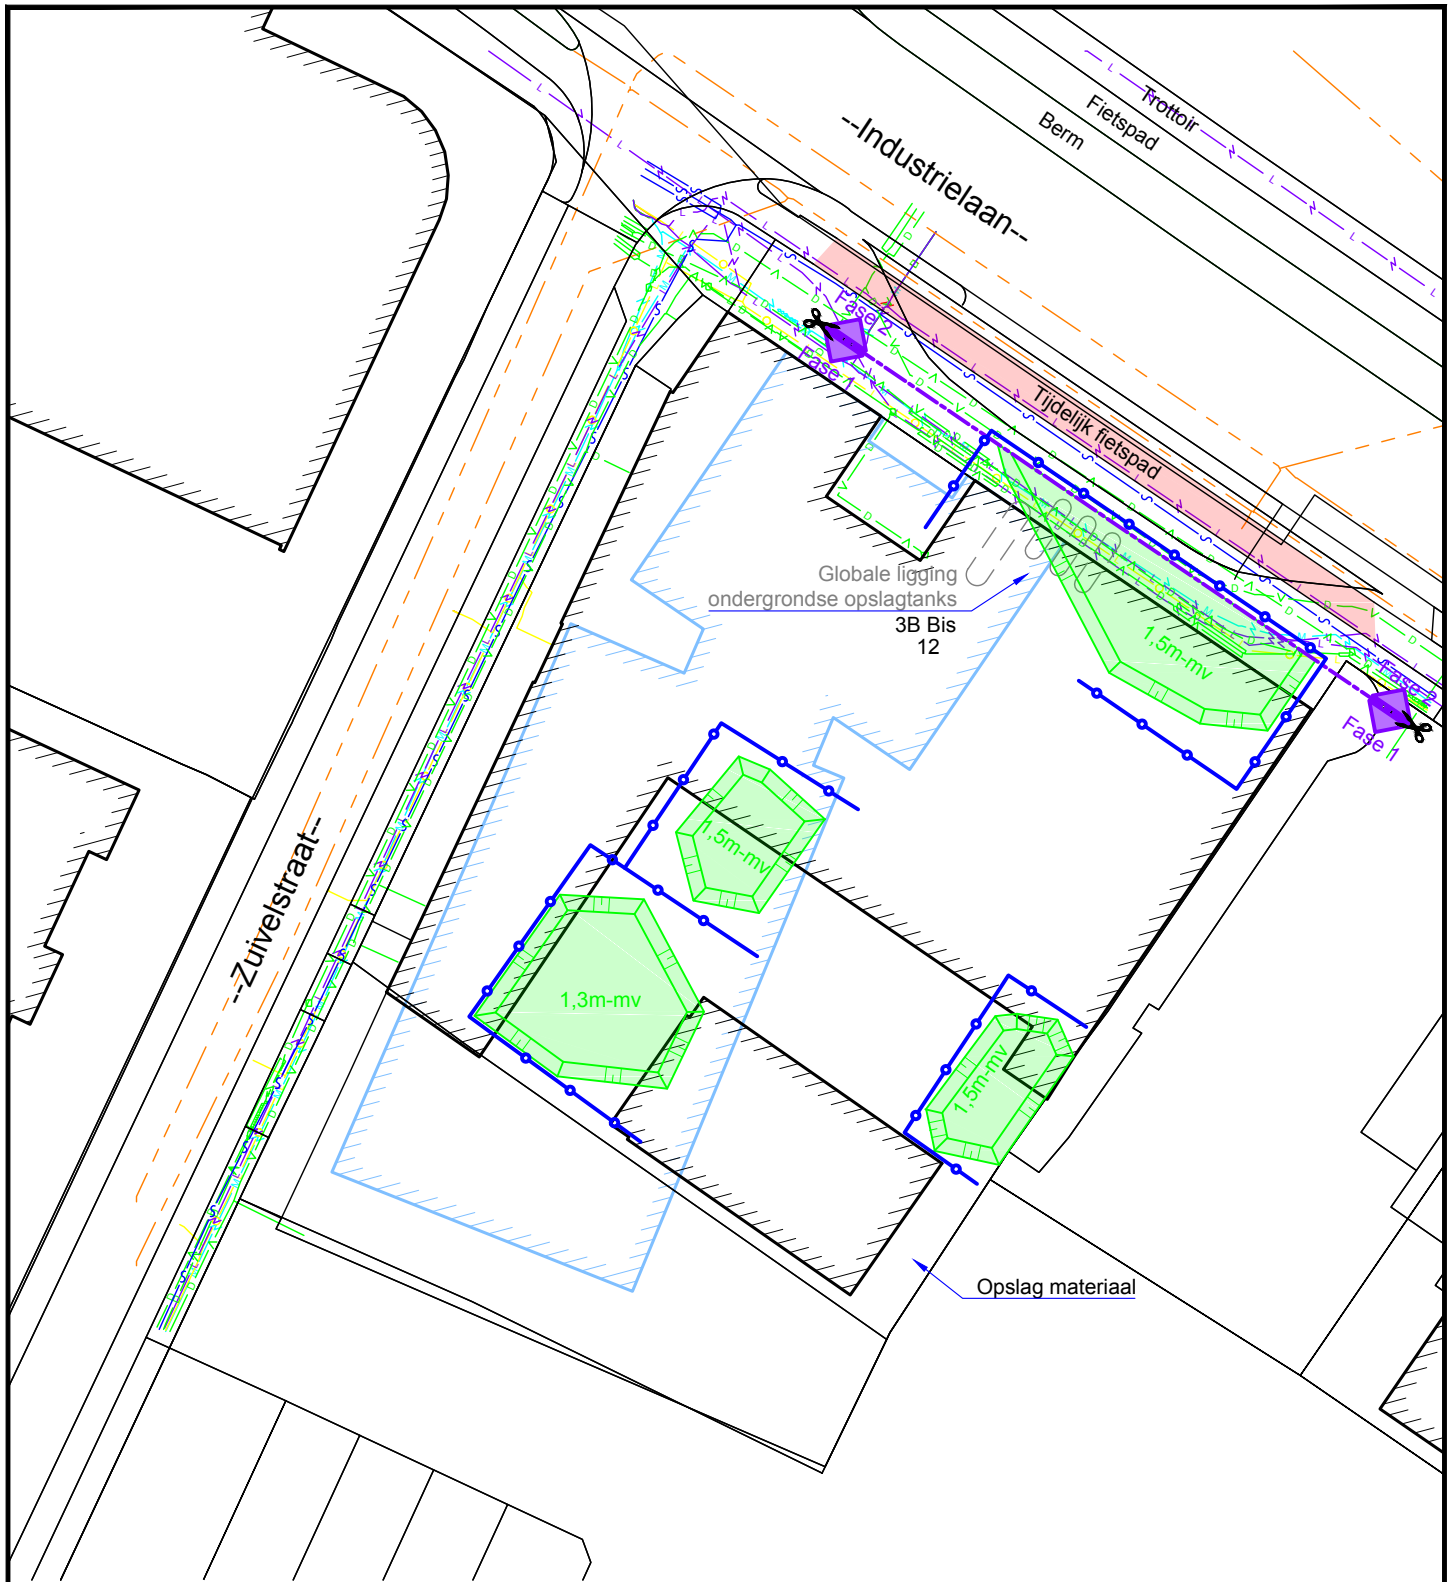 Trottoir
Fietspad
Berm
--Industrielaan--
Fase 2
Fase 1
Tijdelijk fietspad
Globale ligging
ondergrondse opslagtanks
3B Bis
12
1,5m-mv
Fase 2
Fase 1
1,5m-mv
--Zuivelstraat--
1,3m-mv
1,5m-mv
Opslag materiaal